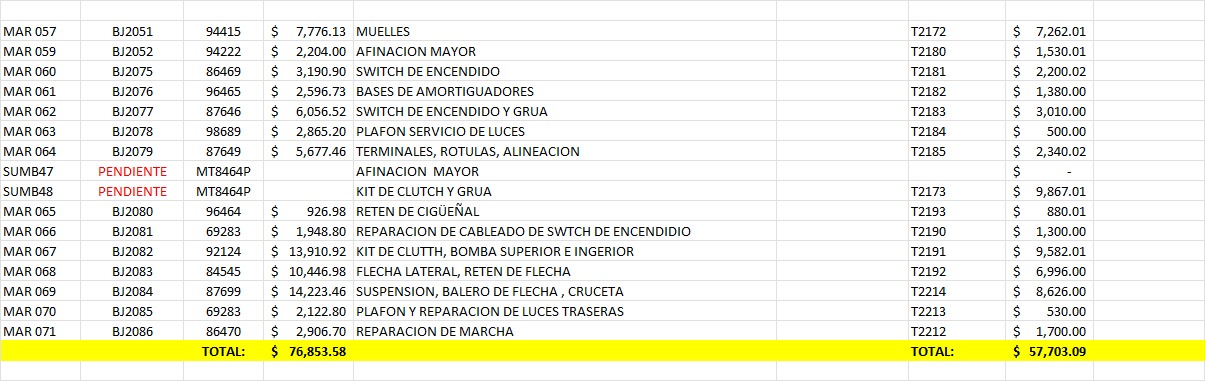 MAR 057 BJ2051 94415 $ 7,776.13 MUELLES T2172 $ 7,262.01
MAR 059 BJ2052 94222 $ 2,204.00 AFINACION MAYOR T2180 $ 1,530.01
MAR 060 BJ2075 86469 $ 3,190.90 SWITCH DE ENCENDIDO T2181 $ 2,200.02
MAR 061 BJ2076 96465 $ 2,596.73 BASES DE AMORTIGUADORES T2182 $ 1,380.00
MAR 062 BJ2077 87646 $ 6,056.52 SWITCH DE ENCENDIDO Y GRUA T2183 $ 3,010.00
MAR 063 BJ2078 98689 $ 2,865.20 PLAFON SERVICIO DE LUCES T2184 $ 500.00
MAR 064 BJ2079 87649 $ 5,677.46 TERMINALES, ROTULAS, ALINEACION T2185 $ 2,340.02
SUMB47 PENDIENTE MT8464P AFINACION MAYOR $ -
SUMB48 PENDIENTE MT8464P KIT DE CLUTCH Y GRUA T2173 $ 9,867.01
MAR 065 BJ2080 96464 $ 926.98 RETEN DE CIGÜEÑAL T2193 $ 880.01
MAR 066 BJ2081 69283 $ 1,948.80 REPARACION DE CABLEADO DE SWTCH DE ENCENDIDIO T2190 $ 1,300.00
MAR 067 BJ2082 92124 $ 13,910.92 KIT DE CLUTTH, BOMBA SUPERIOR E INGERIOR T2191 $ 9,582.01
MAR 068 BJ2083 84545 $ 10,446.98 FLECHA LATERAL, RETEN DE FLECHA T2192 $ 6,996.00
MAR 069 BJ2084 87699 $ 14,223.46 SUSPENSION, BALERO DE FLECHA , CRUCETA T2214 $ 8,626.00
MAR 070 BJ2085 69283 $ 2,122.80 PLAFON Y REPARACION DE LUCES TRASERAS T2213 $ 530.00
MAR 071 BJ2086 86470 $ 2,906.70 REPARACION DE MARCHA T2212 $ 1,700.00
TOTAL: $ 76,853.58 TOTAL: $ 57,703.09